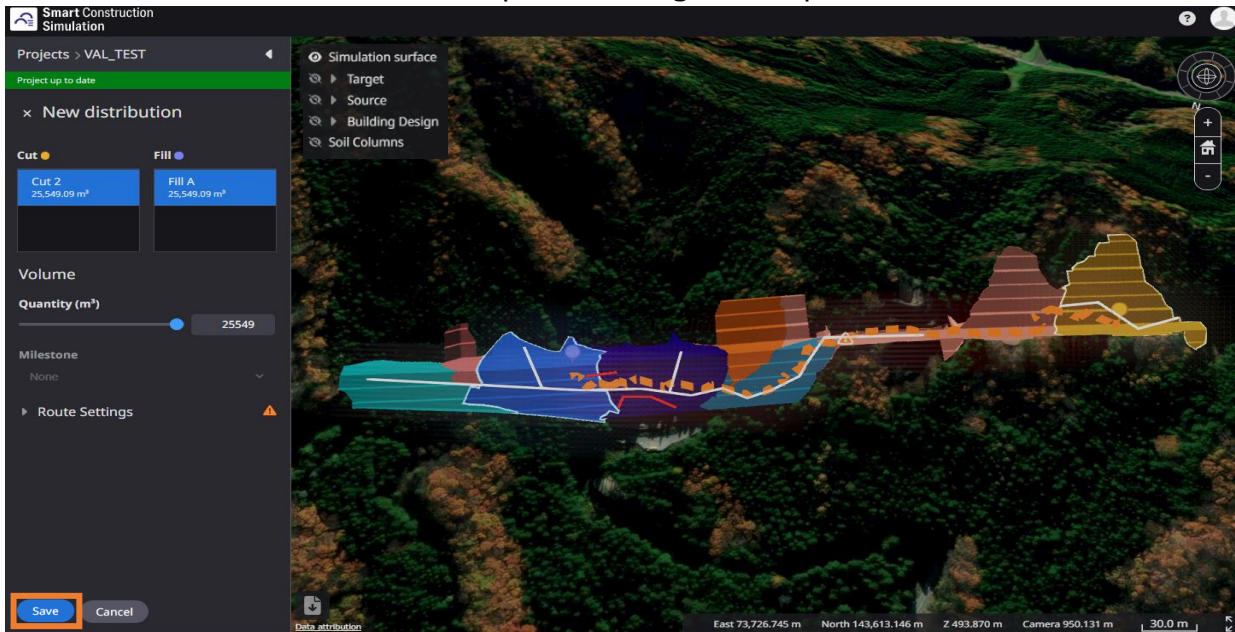 Smart Construction
Simulation
?
Projects > VAL_TEST
Project up to date
× New distribution
Cut
Fill
Cut 2
25,549.09 m³
Fill A
25,549.09 m³
Volume
Quantity (m³)
25549
Milestone
None
Route Settings
Save
Cancel
Simulation surface
Target
Source
Building Design
Soil Columns
N
+
-
Data attribution
East 73,726.745 m North 143,613.146 m Z 493.870 m Camera 950.131 m 30.0 m